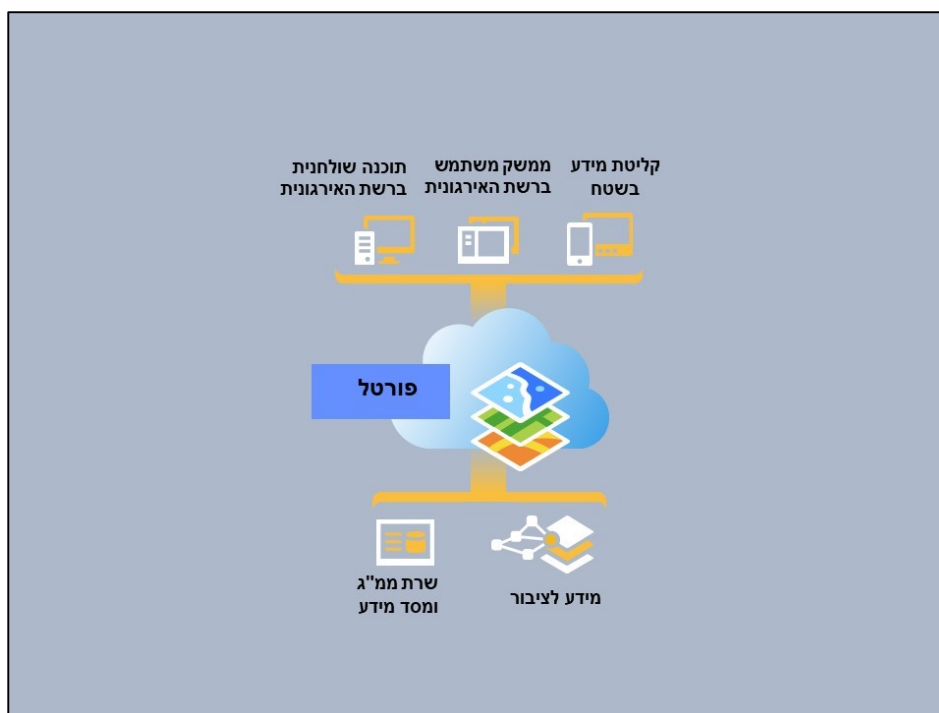 קליטת מידע
בשטח
ממשק משתמש
ברשת האירגונית
תוכנה שולחנית
ברשת האירגונית
פורטל
מידע לציבור
שרת ממ"ג
ומסד מידע